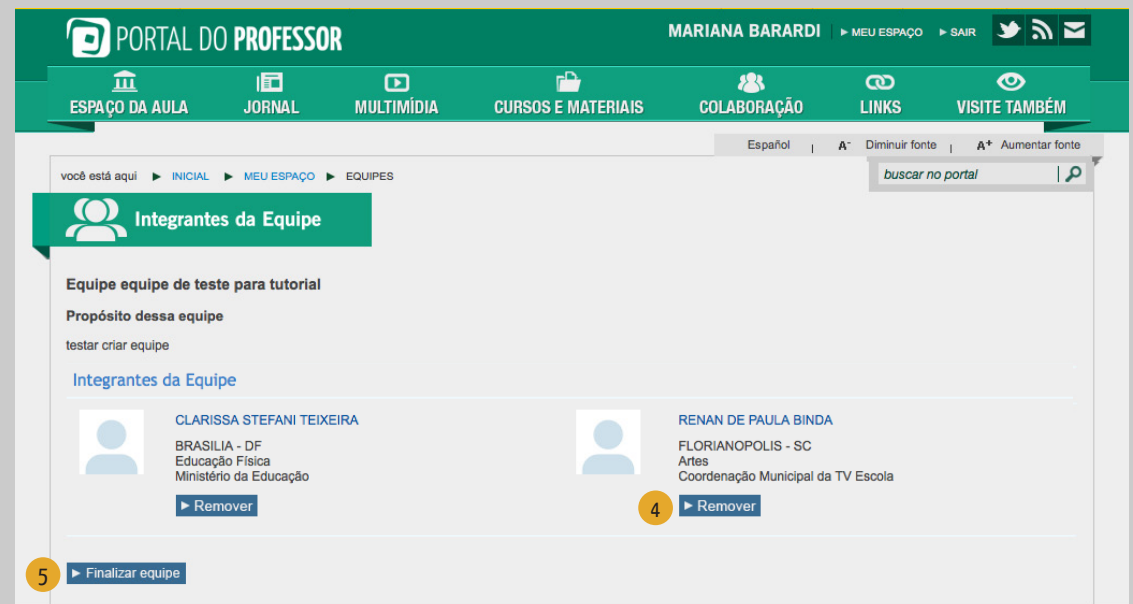 PORTAL DO PROFESSOR
MARIANA BARARDI
MEU ESPAÇO
SAIR
ESPAÇO DA AULA
JORNAL
MULTIMÍDIA
CURSOS E MATERIAIS
COLABORAÇÃO
LINKS
VISITE TAMBÉM
Español | A- Diminuir fonte | A+ Aumentar fonte
você está aqui ► INICIAL ► MEU ESPAÇO ► EQUIPES
buscar no portal
Integrantes da Equipe
Equipe equipe de teste para tutorial
Propósito dessa equipe
testar criar equipe
Integrantes da Equipe
CLARISSA STEFANI TEIXEIRA
BRASILIA - DF
Educação Física
Ministério da Educação
► Remover
RENAN DE PAULA BINDA
FLORIANOPOLIS - SC
Artes
Coordenação Municipal da TV Escola
4
► Remover
5
► Finalizar equipe